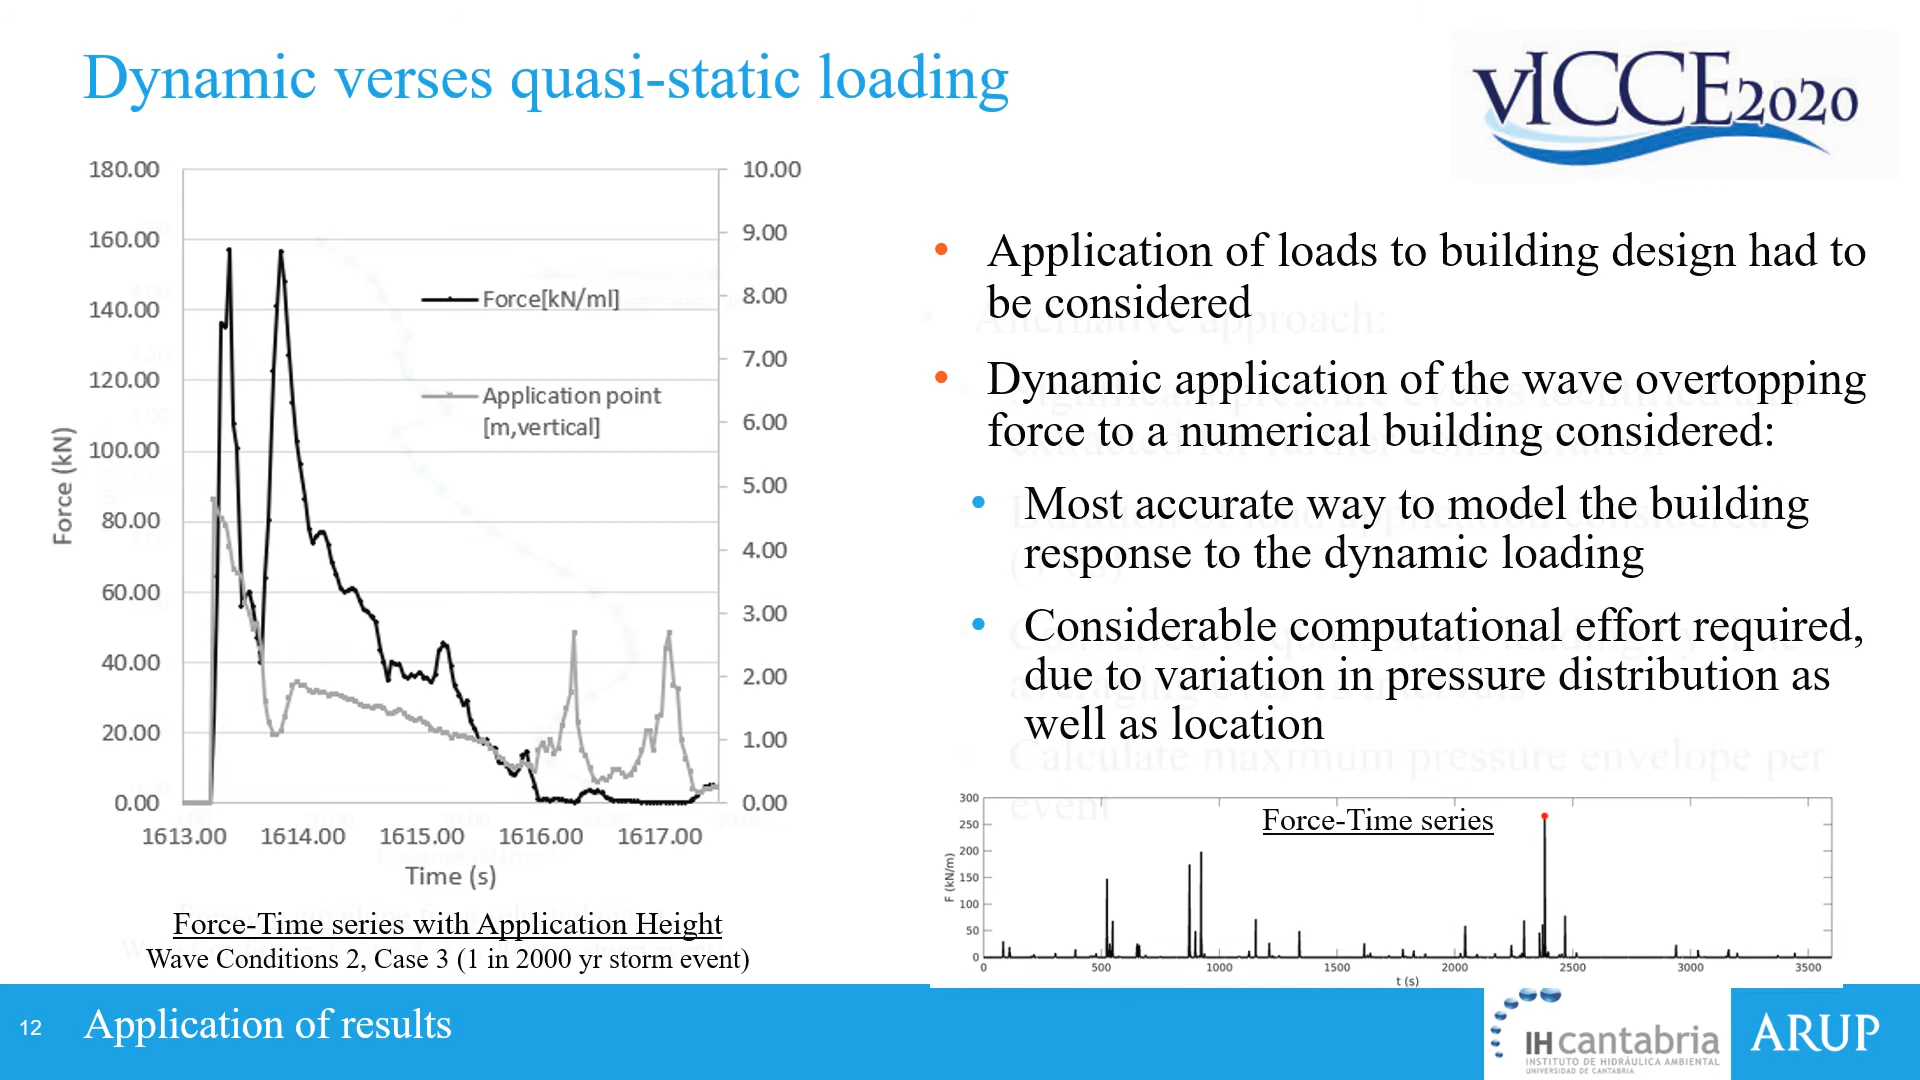 Dynamic verses quasi-static loading
vICCE2020
180.00
160.00
140.00
120.00
100.00
80.00
60.00
40.00
20.00
0.00
Force (kN)
10.00
9.00
8.00
7.00
6.00
5.00
4.00
3.00
2.00
1.00
0.00
Force[kN/ml]
Application point
[m,vertical]
1613.00 1614.00 1615.00 1616.00 1617.00
Time (s)
Force-Time series with Application Height
Wave Conditions 2, Case 3 (1 in 2000 yr storm event)
• Application of loads to building design had to
be considered
• Dynamic application of the wave overtopping
force to a numerical building considered:
• Most accurate way to model the building
response to the dynamic loading
• Considerable computational effort required,
due to variation in pressure distribution as
well as location
Force-Time series
300
250
200
150
100
50
0
F (kN/m)
0 500 1000 1500 2000 2500 3000 3500
t (s)
12 Application of results
IHcantabria
INSTITUTO DE HIDRÁULICA AMBIENTAL
UNIVERSIDAD DE CANTABRIA
ARUP